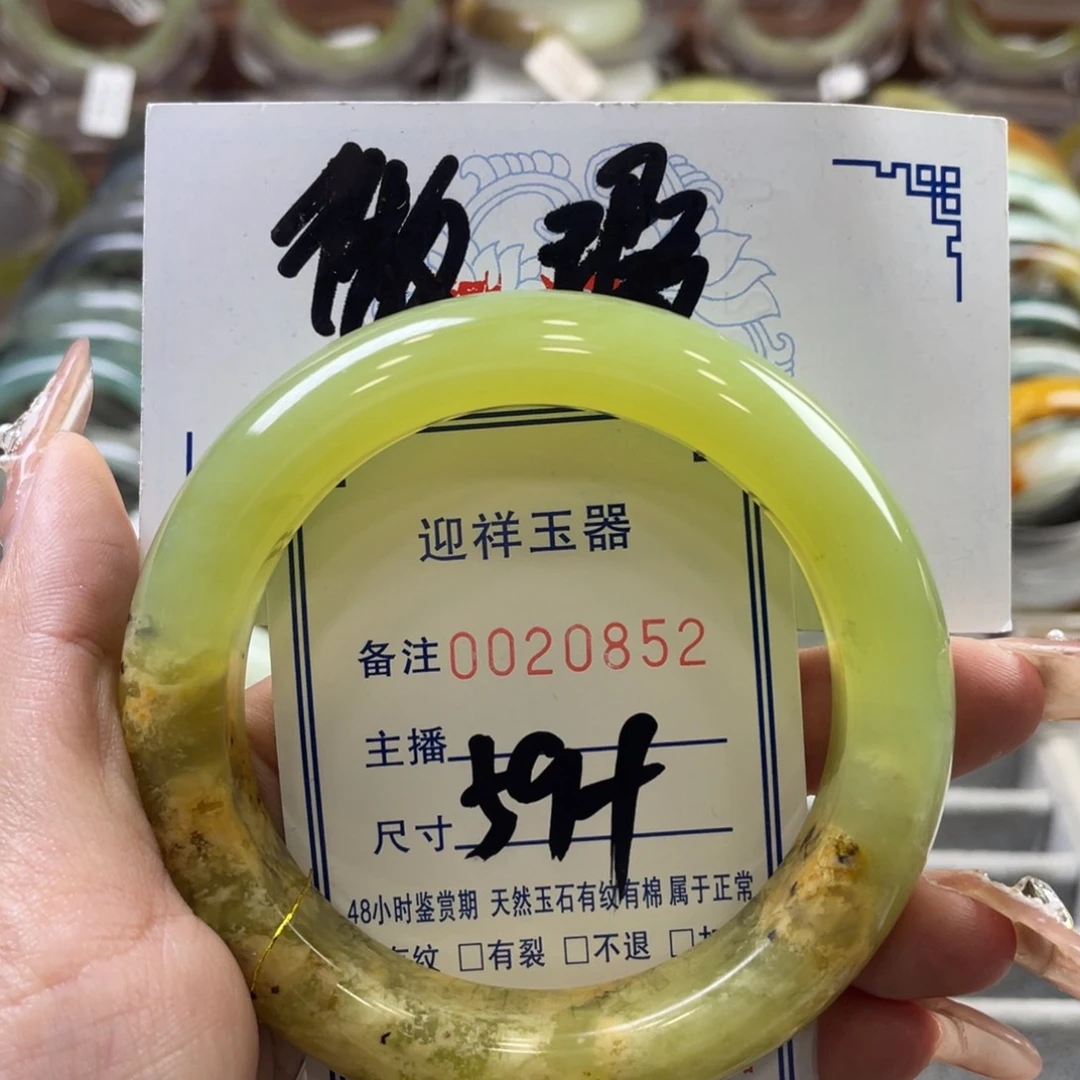 迎祥玉器
备注0020852
主播
尺寸 59+
48小时鉴赏期 天然玉石有纹有棉 属于正常
有纹 □有裂 □不退 □